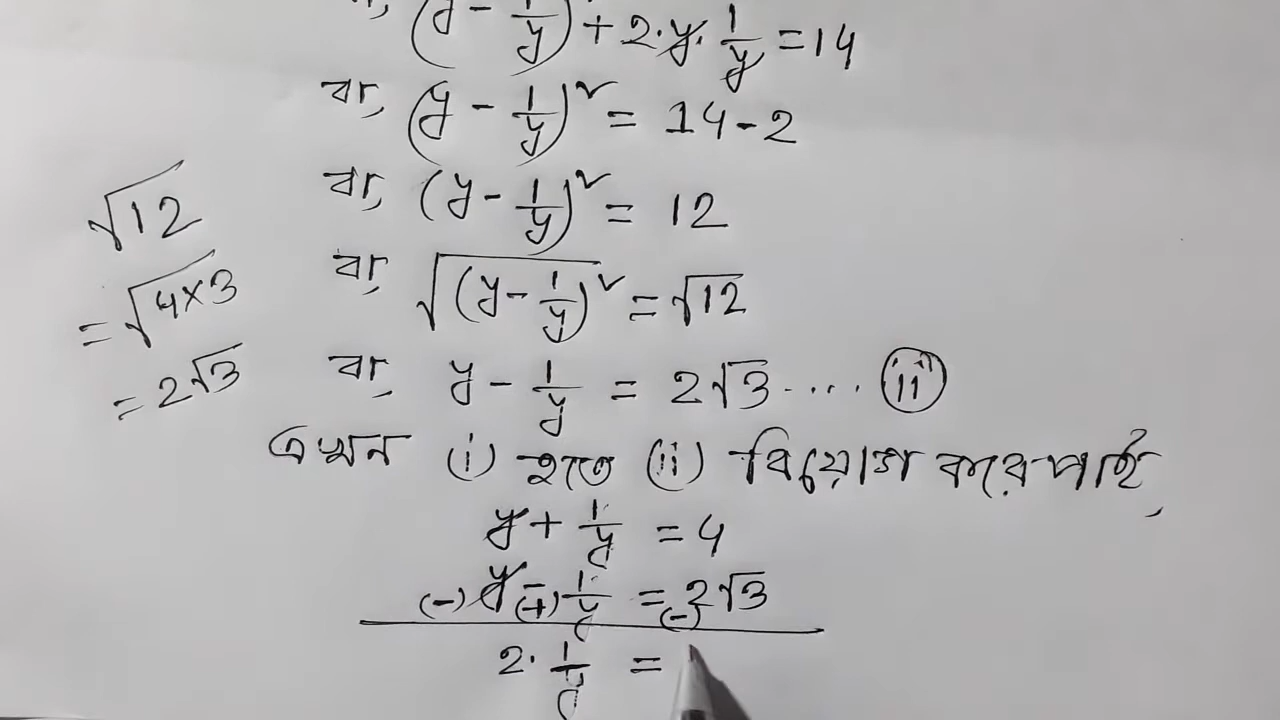 বা, (y - 1/y)² + 2·y·1/y = 14
বা, (y - 1/y)² = 14 - 2
বা, (y - 1/y)² = 12
বা, √(y - 1/y)² = √12
বা, y - 1/y = 2√3 ···· (ii)
√12
= √4×3
= 2√3
এখন (i) হতে (ii) বিয়োগ করে পাই,
y + 1/y = 4
(-) y - (+) 1/y = 2√3 (-)
2· 1/y =